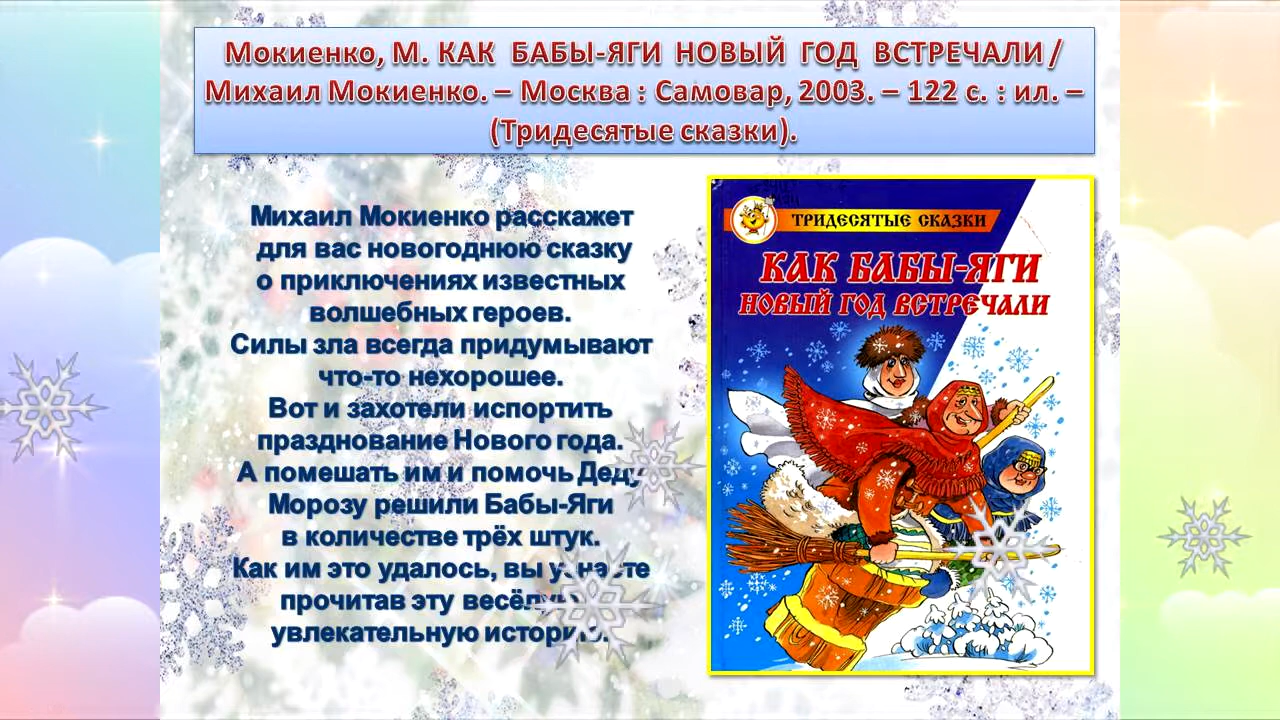 Мокиенко, М. КАК БАБЫ-ЯГИ НОВЫЙ ГОД ВСТРЕЧАЛИ /
Михаил Мокиенко. – Москва : Самовар, 2003. – 122 с. : ил. –
(Тридесятые сказки).
Михаил Мокиенко расскажет
для вас новогоднюю сказку
о приключениях известных
волшебных героев.
Силы зла всегда придумывают
что-то нехорошее.
Вот и захотели испортить
празднование Нового года.
А помешать им и помочь Деду
Морозу решили Бабы-Яги
в количестве трёх штук.
Как им это удалось, вы узнаете
прочитав эту весёлую
увлекательную историю.
ТРИДЕСЯТЫЕ СКАЗКИ
КАК БАБЫ-ЯГИ
НОВЫЙ ГОД ВСТРЕЧАЛИ